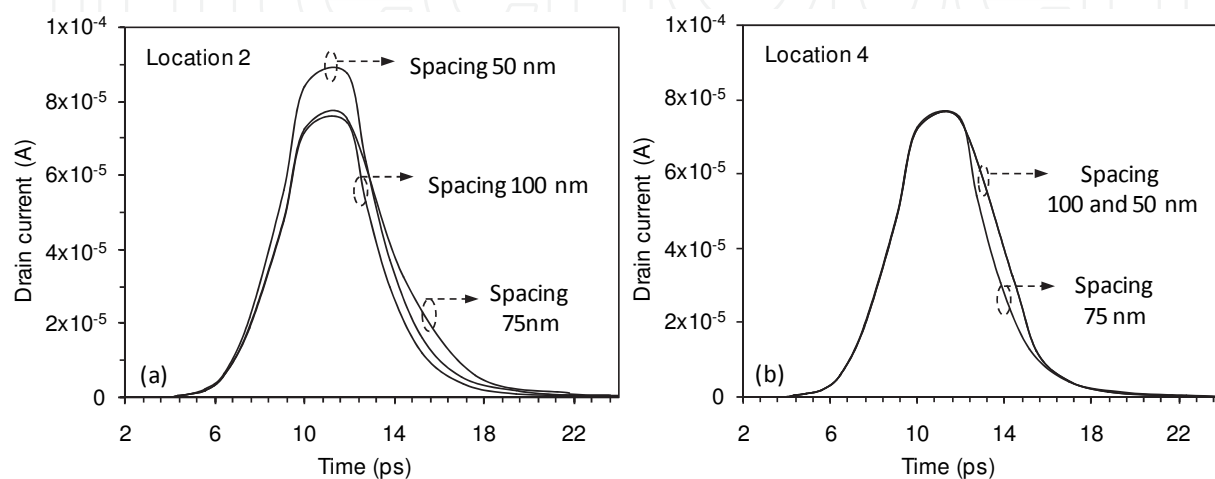 1x10-4
8x10-5
6x10-5
4x10-5
2x10-5
0
Drain current (A)
Location 2
Spacing 50 nm
Spacing 100 nm
Spacing
75nm
(a)
2 6 10 14 18 22
Time (ps)
1x10-4
8x10-5
6x10-5
4x10-5
2x10-5
0
Drain current (A)
Location 4
Spacing
100 and 50 nm
Spacing
75 nm
(b)
2 6 10 14 18 22
Time (ps)